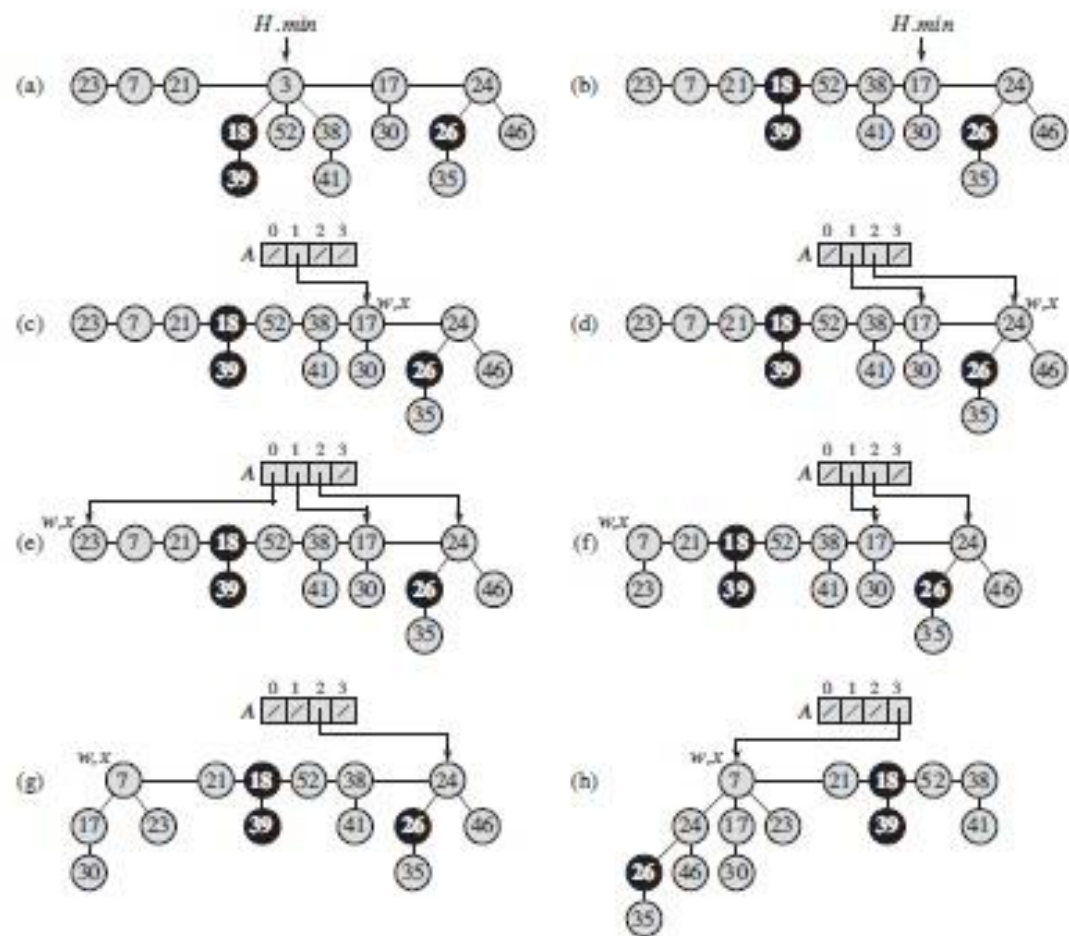 H.min H.min
(a) 23 7 21 3 17 24 (b) 23 7 21 18 52 38 17 24
18 52 38 30 26 46 39 41 30 26 46
39 41 35 35
0 1 2 3 0 1 2 3
A A
w,x w,x
(c) 23 7 21 18 52 38 17 24 (d) 23 7 21 18 52 38 17 24
39 41 30 26 46 39 41 30 26 46
35 35
0 1 2 3 0 1 2 3
A A
w,x w,x
(e) 23 7 21 18 52 38 17 24 (f) 7 21 18 52 38 17 24
39 41 30 26 46 23 39 41 30 26 46
35 35
0 1 2 3 0 1 2 3
A A
w,x w,x
(g) 7 21 18 52 38 24 (h) 7 21 18 52 38
17 23 39 41 26 46 24 17 23 39 41
30 35 26 46 30
35